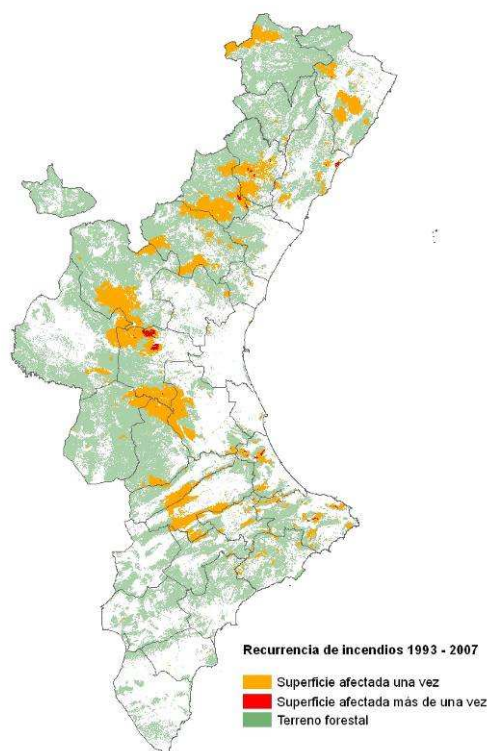 Recurrencia de incendios 1993 - 2007
Superficie afectada una vez
Superficie afectada más de una vez
Terreno forestal